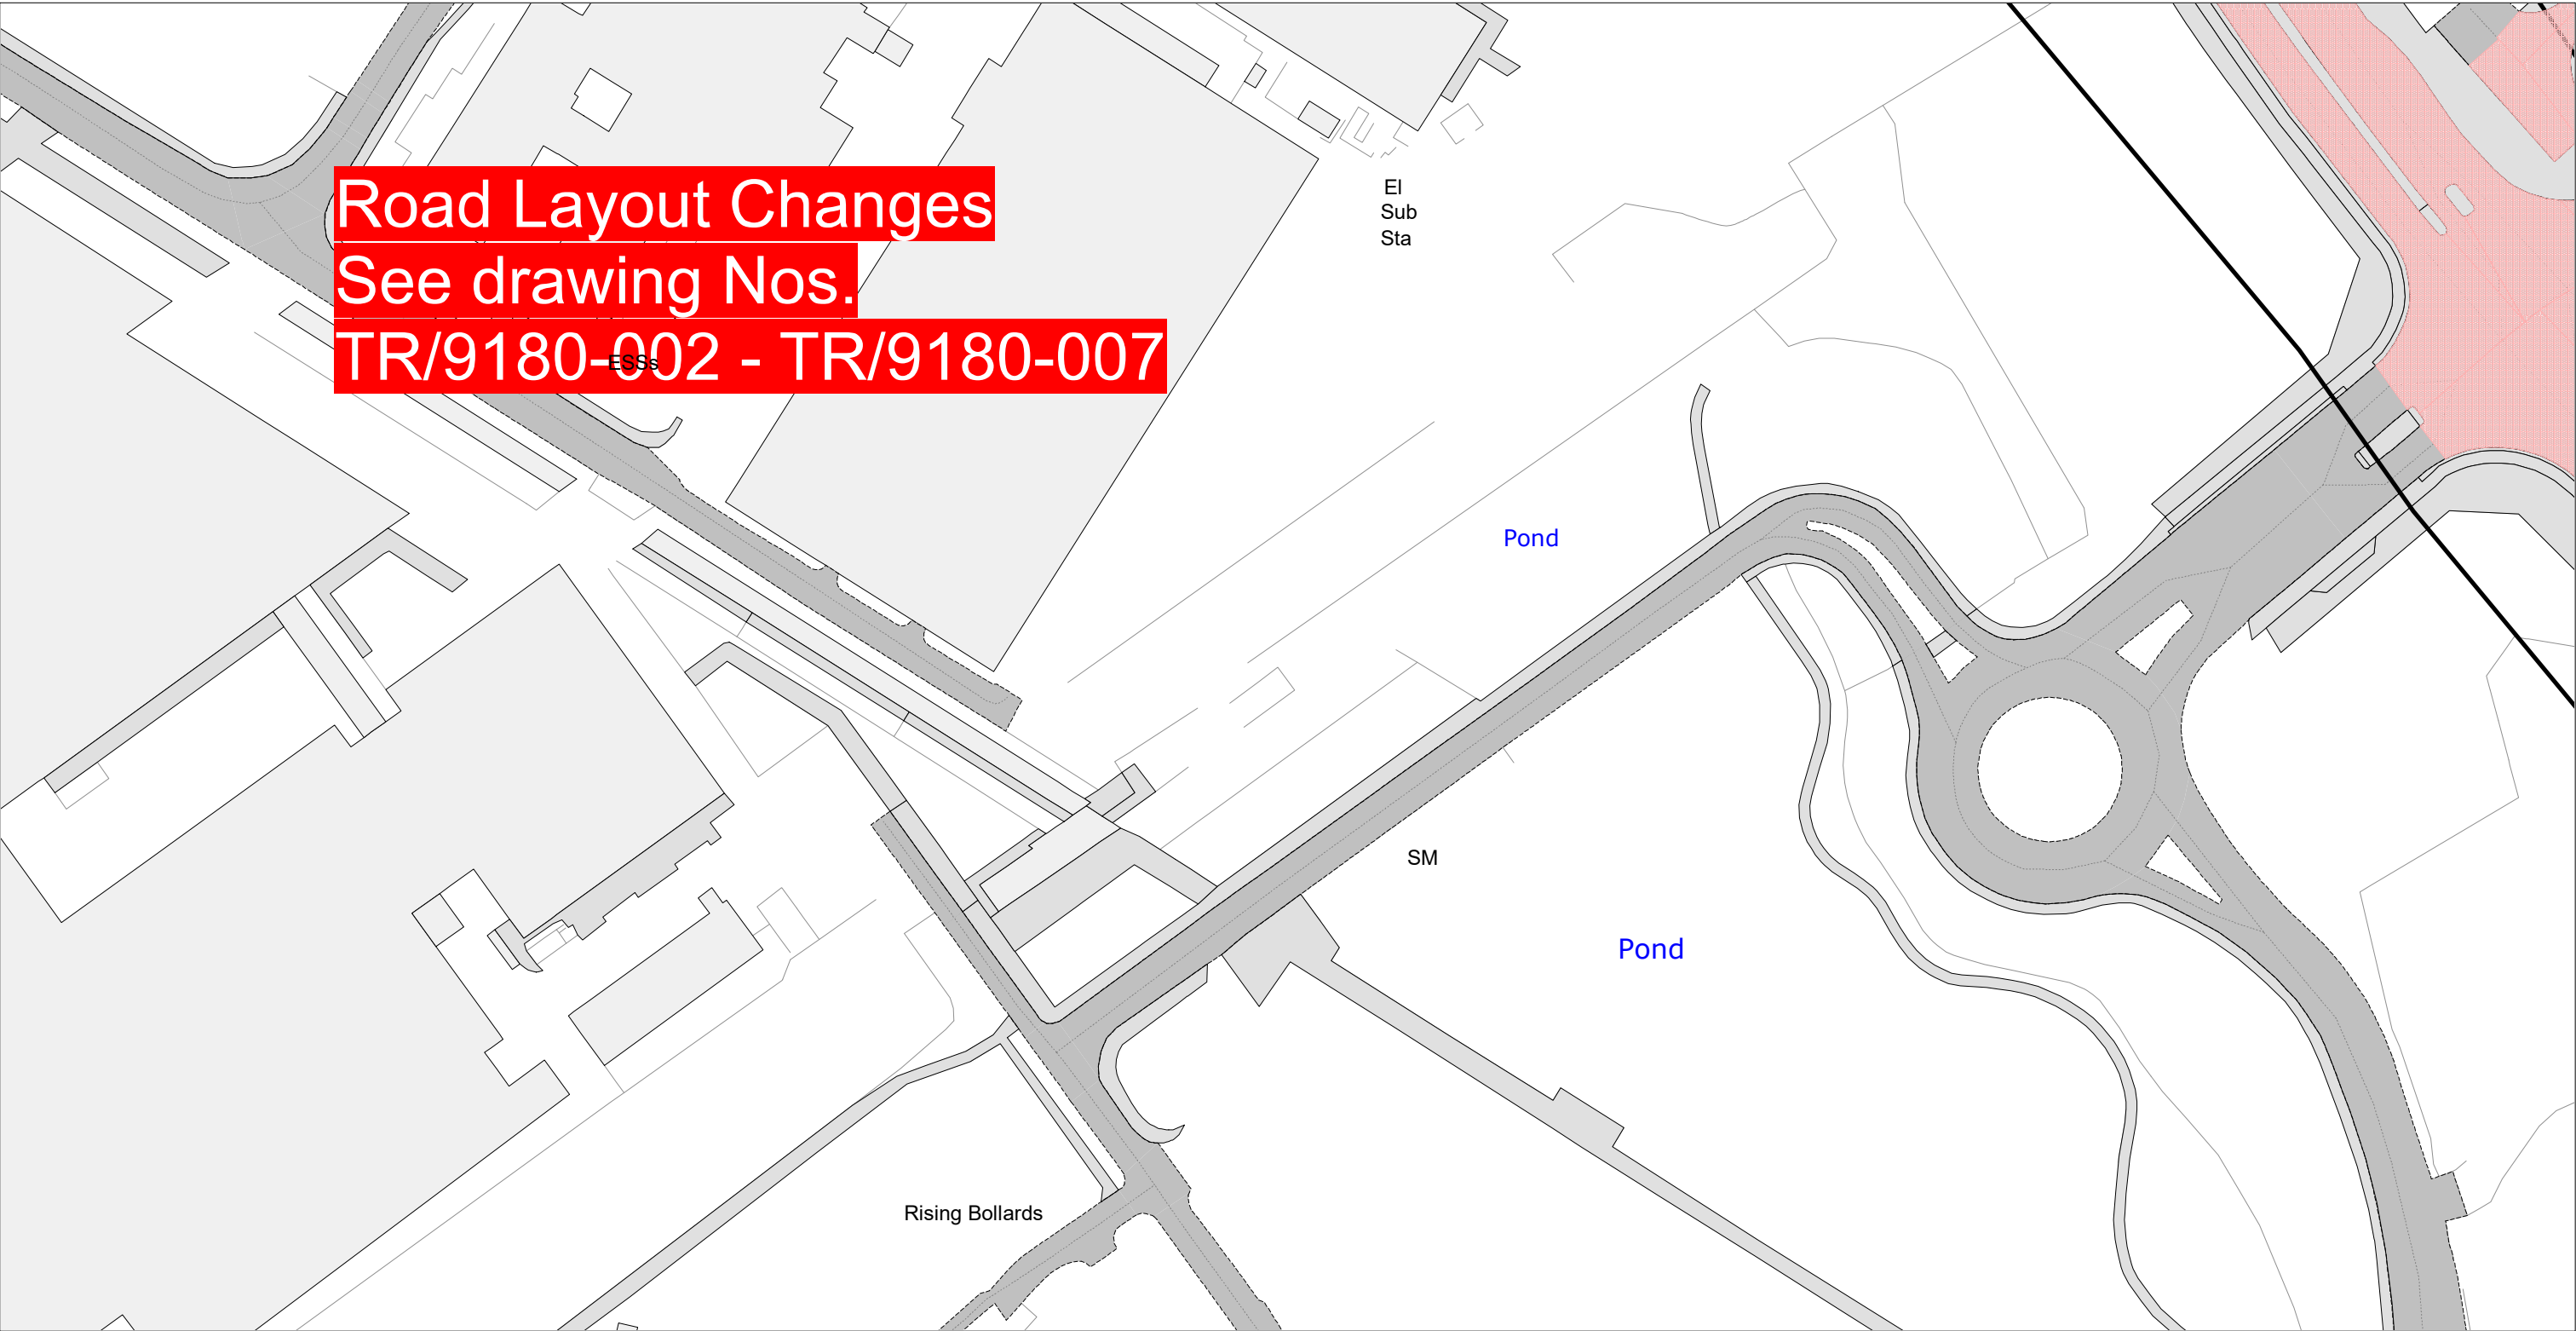 Road Layout Changes
See drawing Nos.
TR/9180-002 - TR/9180-007
ESSs
El
Sub
Sta
Pond
SM
Pond
Rising Bollards